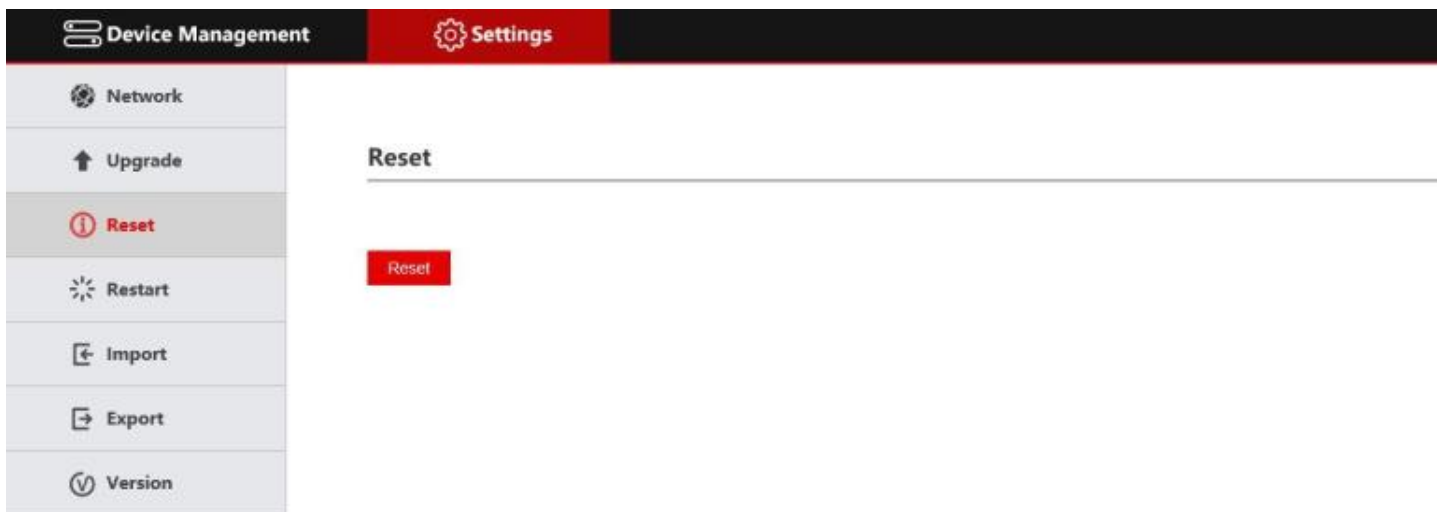 Device Management
Settings
Network
Upgrade
Reset
Restart
Import
Export
Version
Reset
Reset